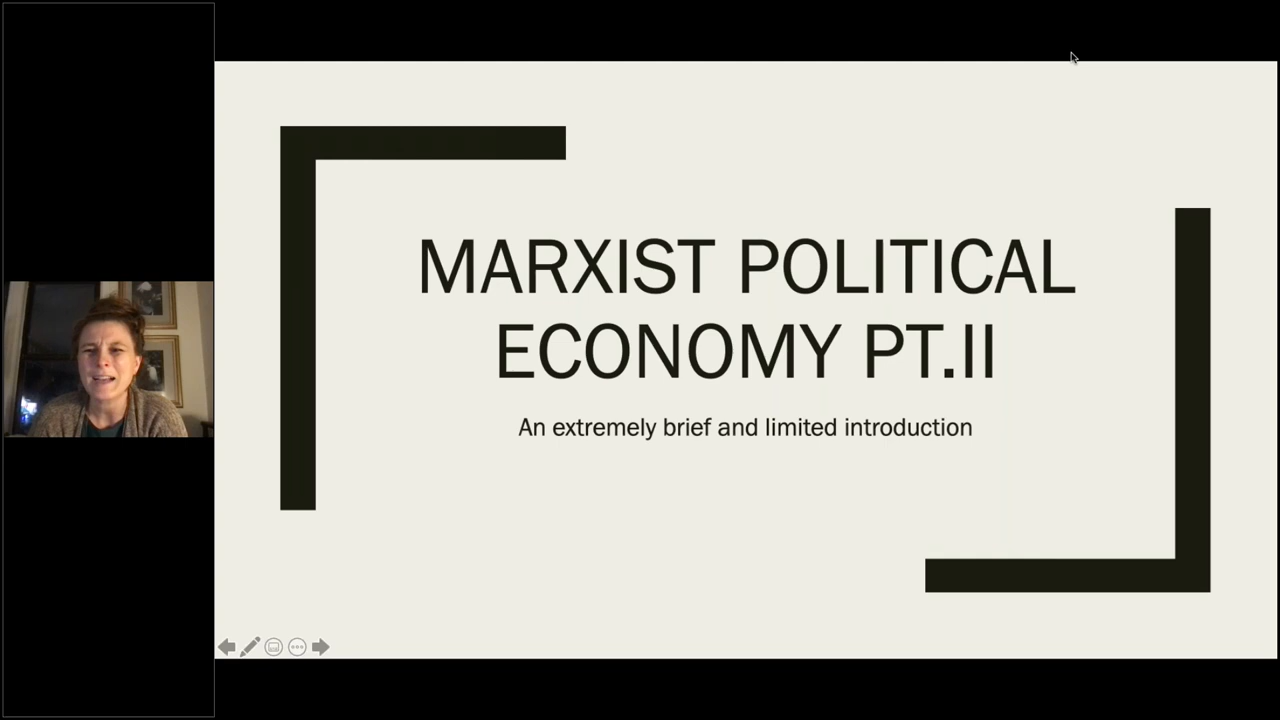 MARXIST POLITICAL
ECONOMY PT.II
An extremely brief and limited introduction